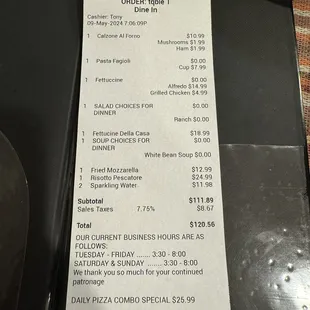 ORDER: table 1
Dine In
Cashier: Tony
09-May-2024 7:06:09P
1 Calzone Al Forno $10.99
Mushrooms $1.99
Ham $1.99
1 Pasta Fagioli $0.00
Cup $7.99
1 Fettuccine $0.00
Alfredo $14.99
Grilled Chicken $4.99
1 SALAD CHOICES FOR $0.00
DINNER
Ranch $0.00
1 Fettucine Della Casa $18.99
1 SOUP CHOICES FOR $0.00
DINNER
White Bean Soup $0.00
1 Fried Mozzarella $12.99
1 Risotto Pescatore $24.99
2 Sparkling Water $11.98
Subtotal $111.89
Sales Taxes 7.75% $8.67
Total $120.56
OUR CURRENT BUSINESS HOURS ARE AS
FOLLOWS:
TUESDAY - FRIDAY ....... 3:30 - 8:00
SATURDAY & SUNDAY ....... 3:30 - 8:00
We thank you so much for your continued
patronage
DAILY PIZZA COMBO SPECIAL $26.99